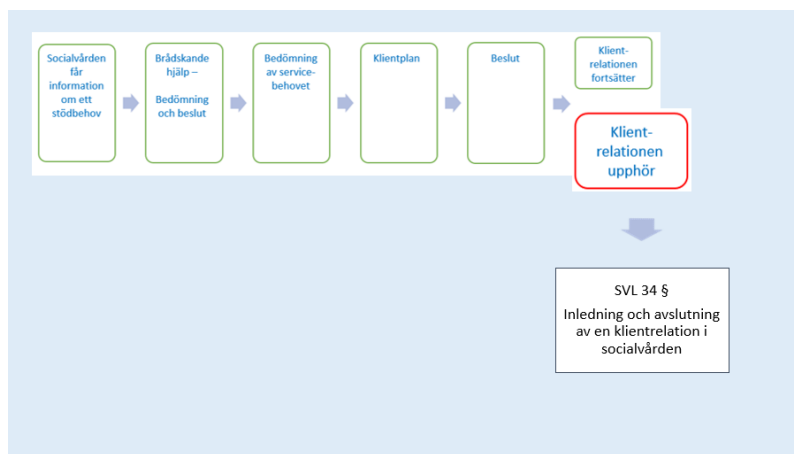 Socialvården
får
information
om ett
stödbehov
Brådskande
hjälp –
Bedömning
och beslut
Bedömning
av service-
behovet
Klientplan
Beslut
Klient-
relationen
fortsätter
Klient-
relationen
upphör
SVL 34 §
Inledning och avslutning
av en klientrelation i
socialvården